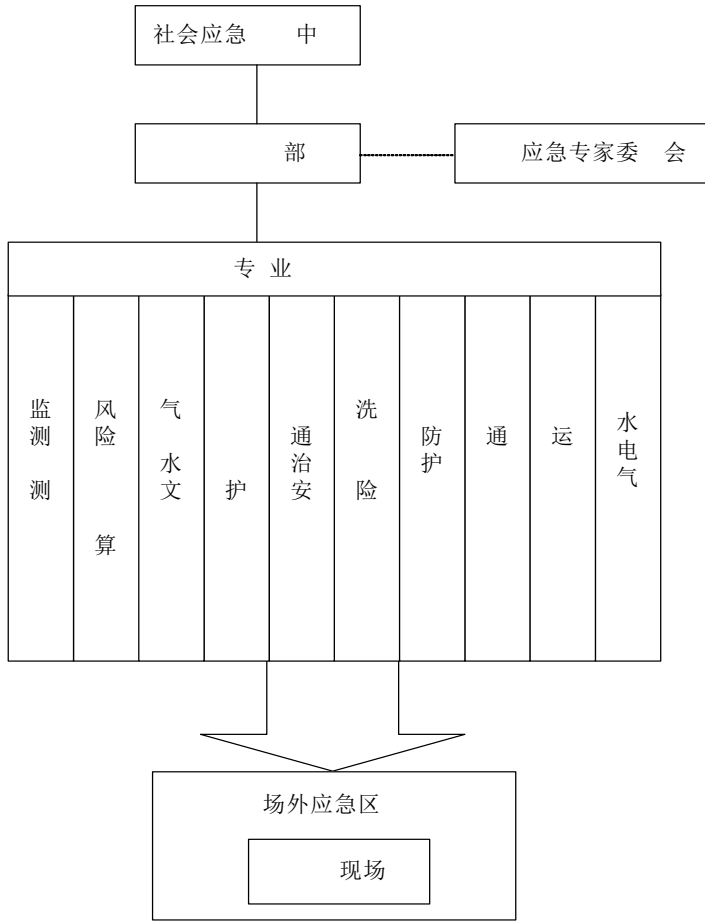 社会应急 中
部
应急专家委 会
专 业
监测 测
风险 算
气 水文
护
通治安
洗 险
防护
通
运
水电气
场外应急区
现场